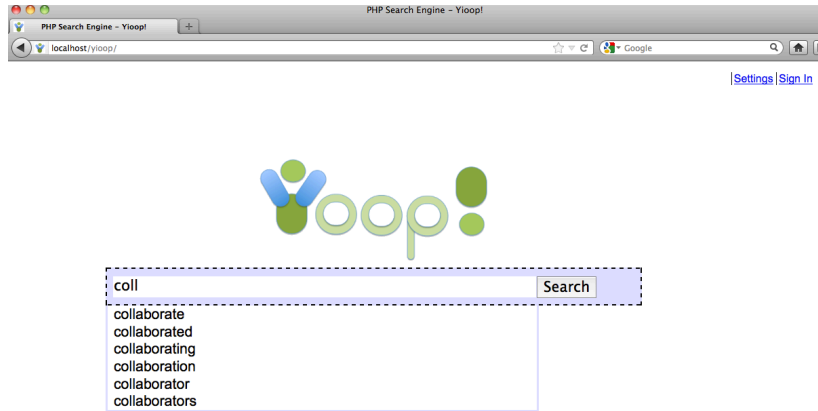 PHP Search Engine – Yioop!
PHP Search Engine – Yioop! +
localhost/yioop/ Google
|Settings|Sign In
Yioop!
coll Search
collaborate
collaborated
collaborating
collaboration
collaborator
collaborators